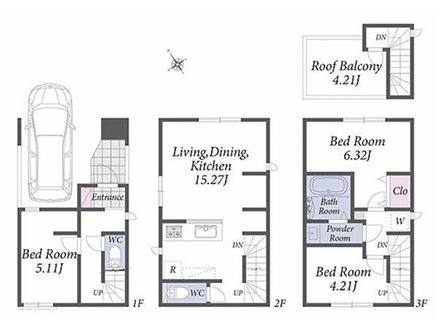 Entrance
Bed Room
5.11J
WC
UP
1F
Living, Dining,
Kitchen
15.27J
R
DN
WC
UP
2F
DN
Roof Balcony
4.21J
Bed Room
6.32J
Clo
Bath
Room
W
Powder
Room
DN
Bed Room
4.21J
UP
3F